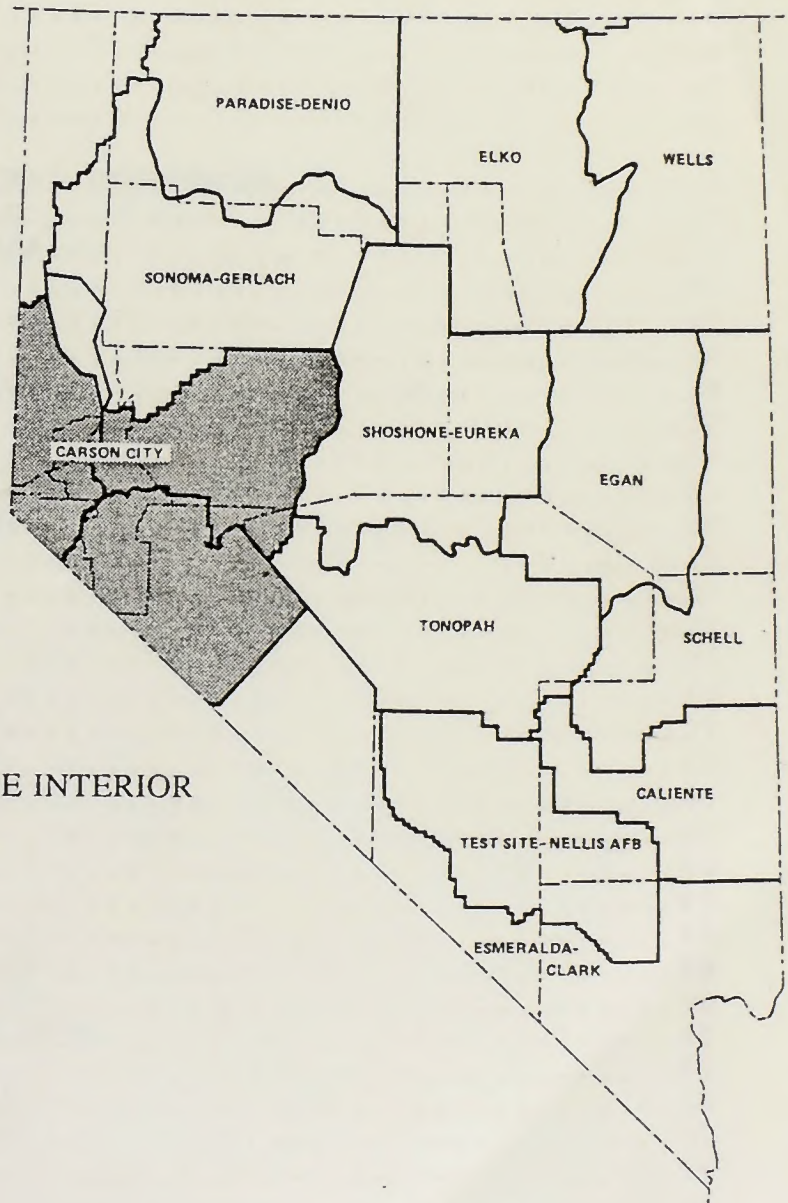 PARADISE-DENIO
ELKO
WELLS
SONOMA-GERLACH
SHOSHONE-EUREKA
CARSON CITY
EGAN
TONOPAH
SCHELL
E INTERIOR
CALIENTE
TEST SITE-NELLIS AFB
ESMERALDA-
CLARK